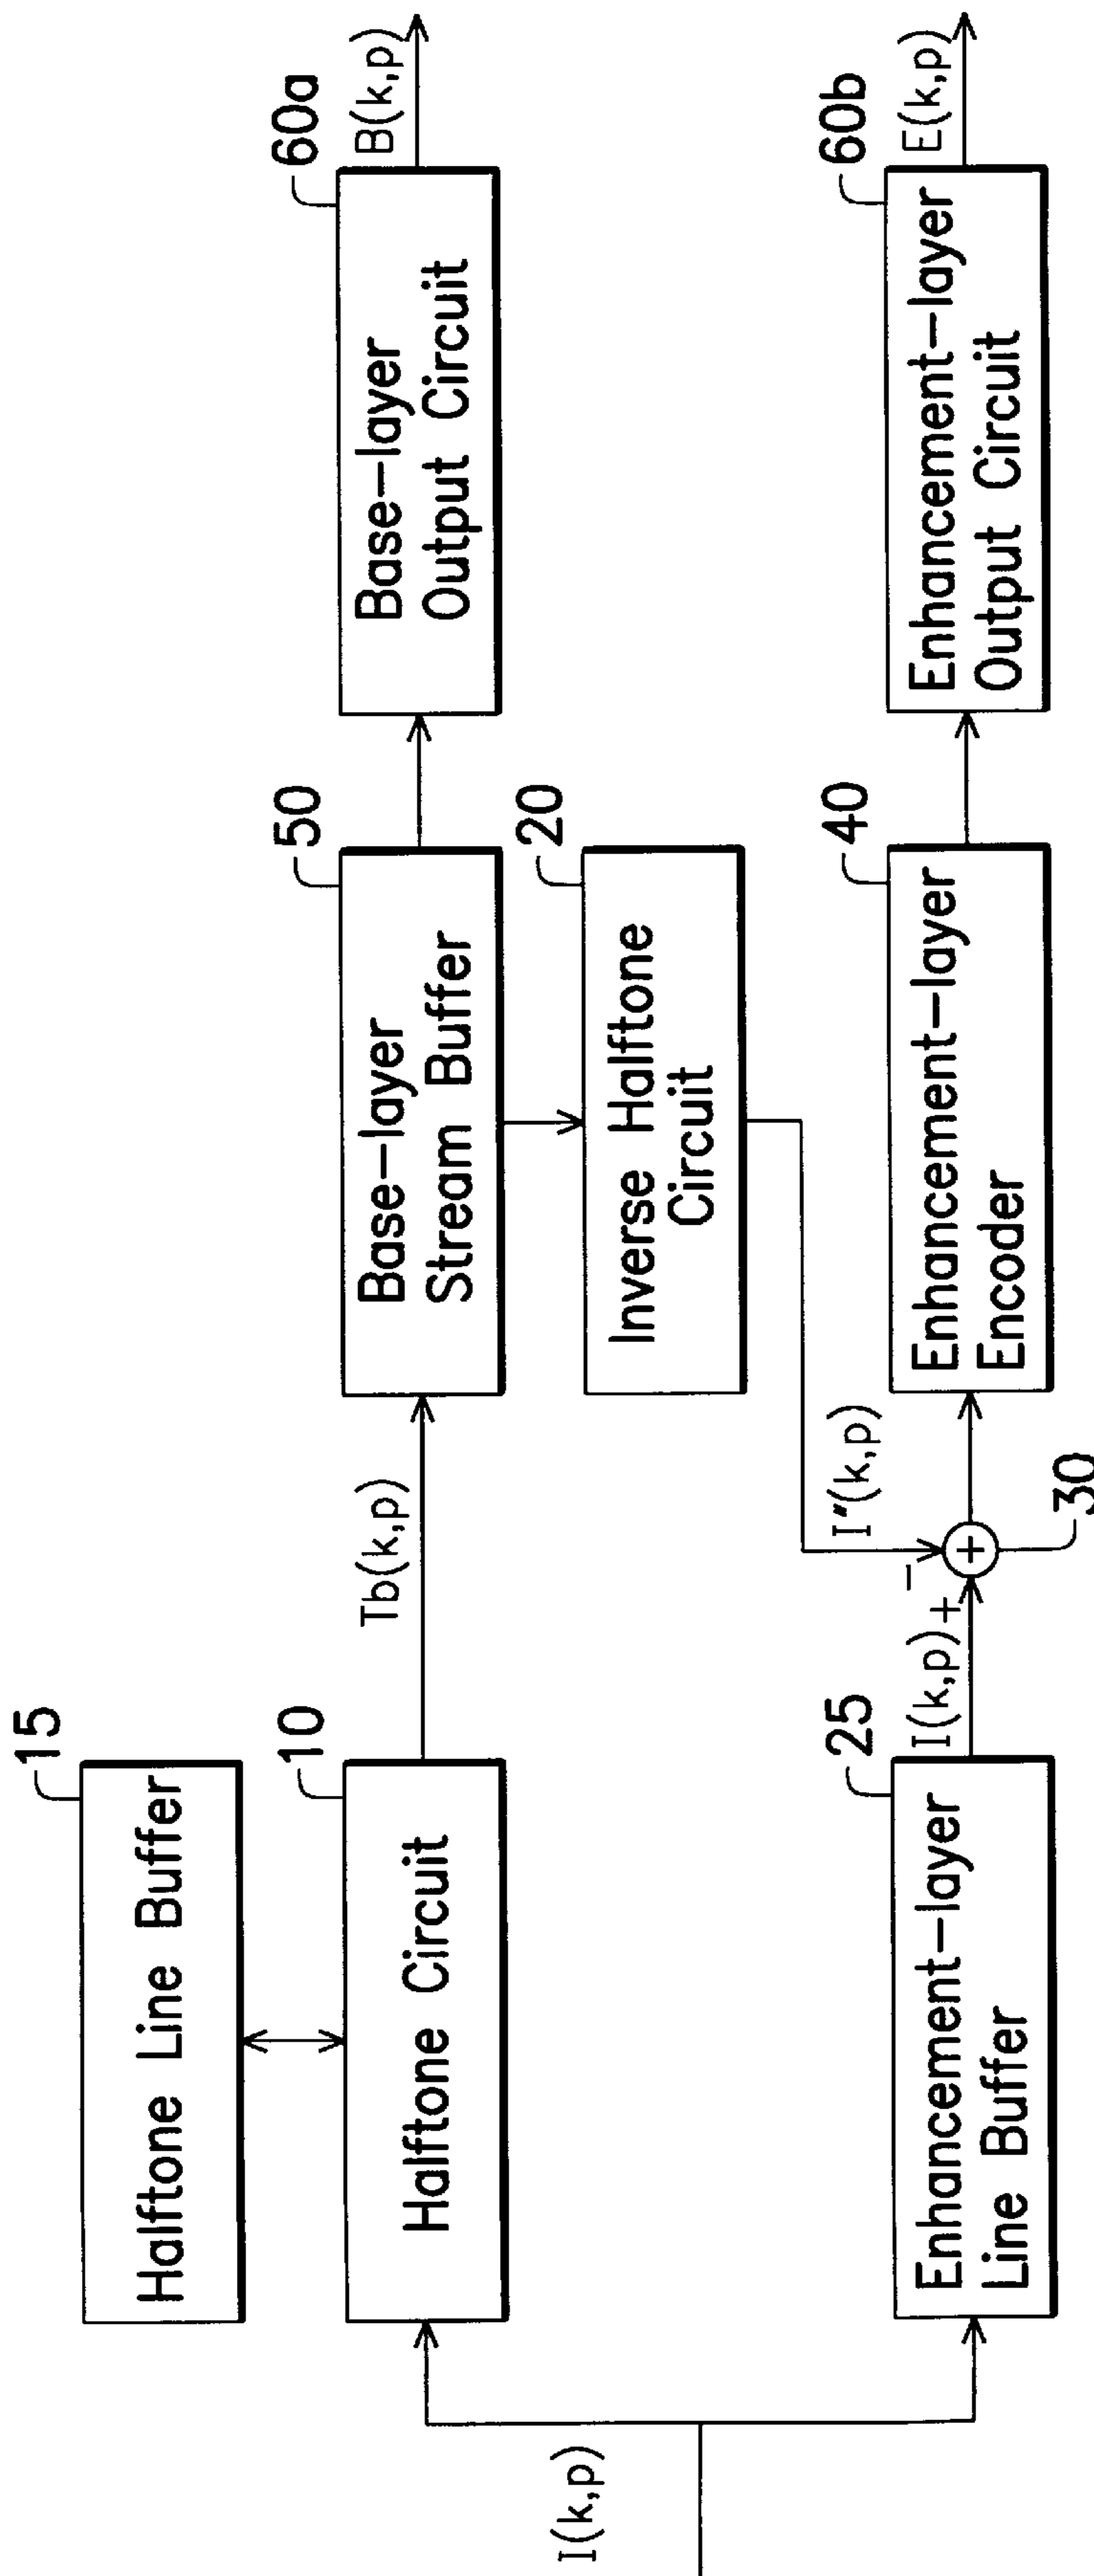 I(k,p)
Halftone Line Buffer
15
Halftone Circuit
10
Tb(k,p)
Base-layer
Stream Buffer
50
Base-layer
Output Circuit
60a
B(k,p)
Inverse Halftone
Circuit
20
I"(k,p)
Enhancement-layer
Line Buffer
25
I(k,p)
+
-
+
30
Enhancement-layer
Encoder
40
Enhancement-layer
Output Circuit
60b
E(k,p)